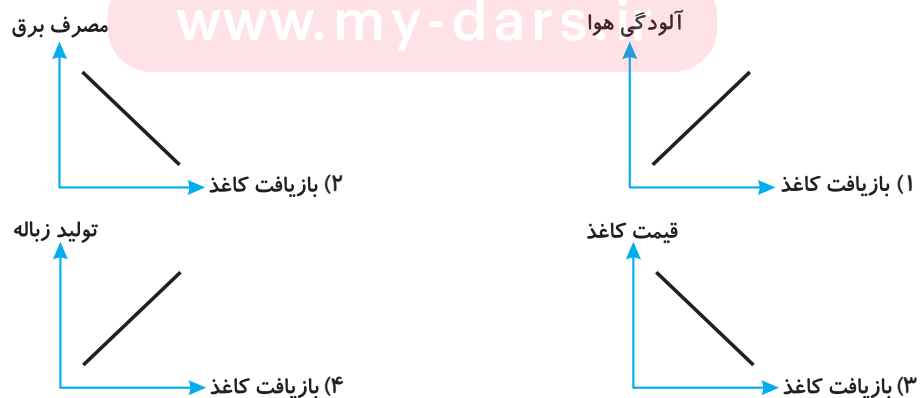 www.my-dars.ir
آلودگی هوا
۱) بازیافت کاغذ
مصرف برق
۲) بازیافت کاغذ
قیمت کاغذ
۳) بازیافت کاغذ
تولید زباله
۴) بازیافت کاغذ